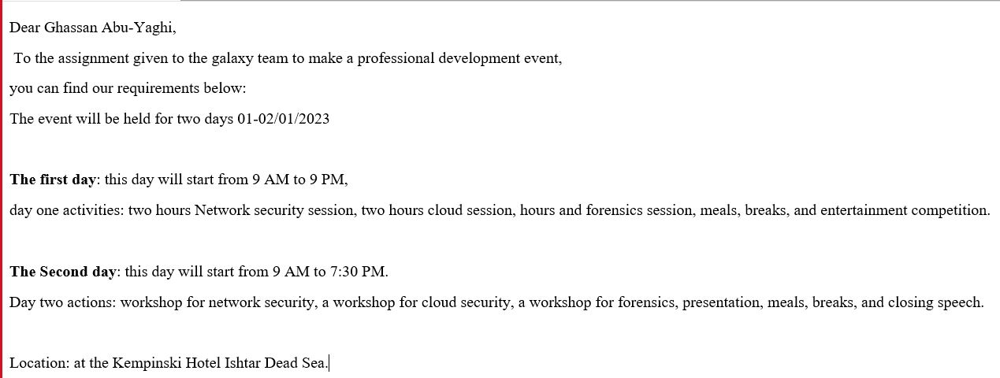 Dear Ghassan Abu-Yaghi,
To the assignment given to the galaxy team to make a professional development event,
you can find our requirements below:
The event will be held for two days 01-02/01/2023
The first day: this day will start from 9 AM to 9 PM,
day one activities: two hours Network security session, two hours cloud session, hours and forensics session, meals, breaks, and entertainment competition.
The Second day: this day will start from 9 AM to 7:30 PM.
Day two actions: workshop for network security, a workshop for cloud security, a workshop for forensics, presentation, meals, breaks, and closing speech.
Location: at the Kempinski Hotel Ishtar Dead Sea.